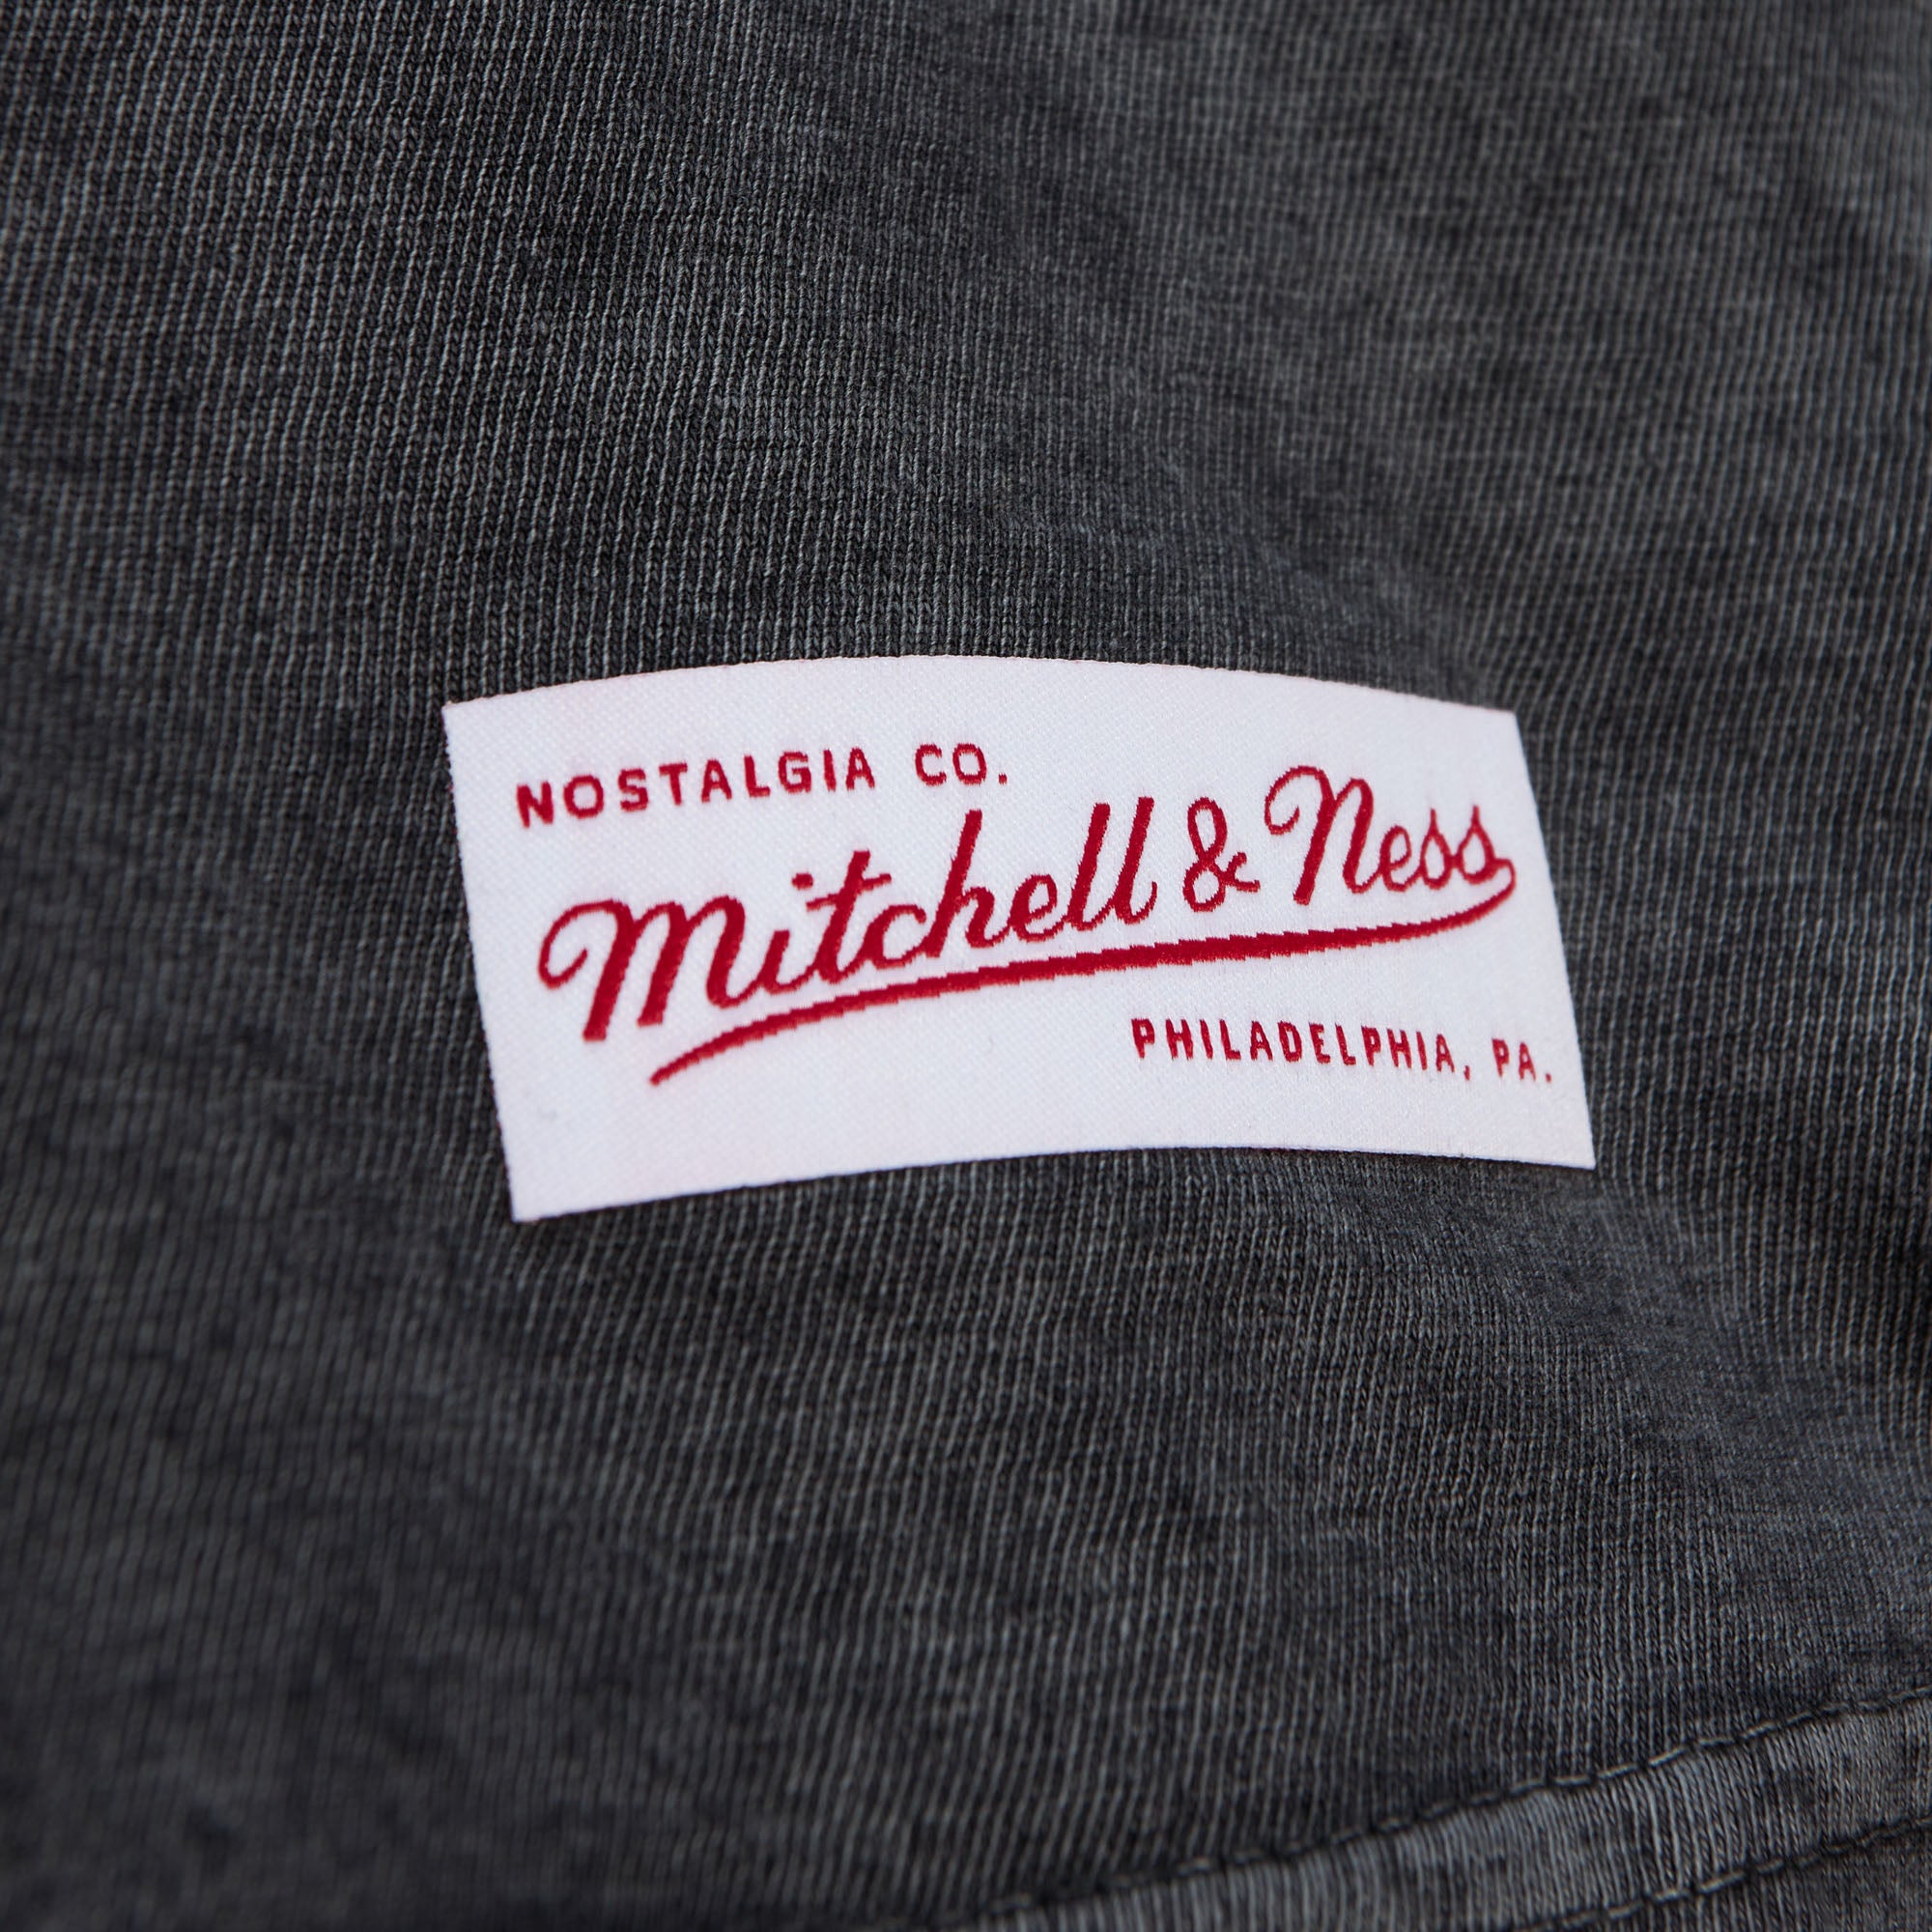 NOSTALGIA CO.
Mitchell & Ness
PHILADELPHIA, PA.